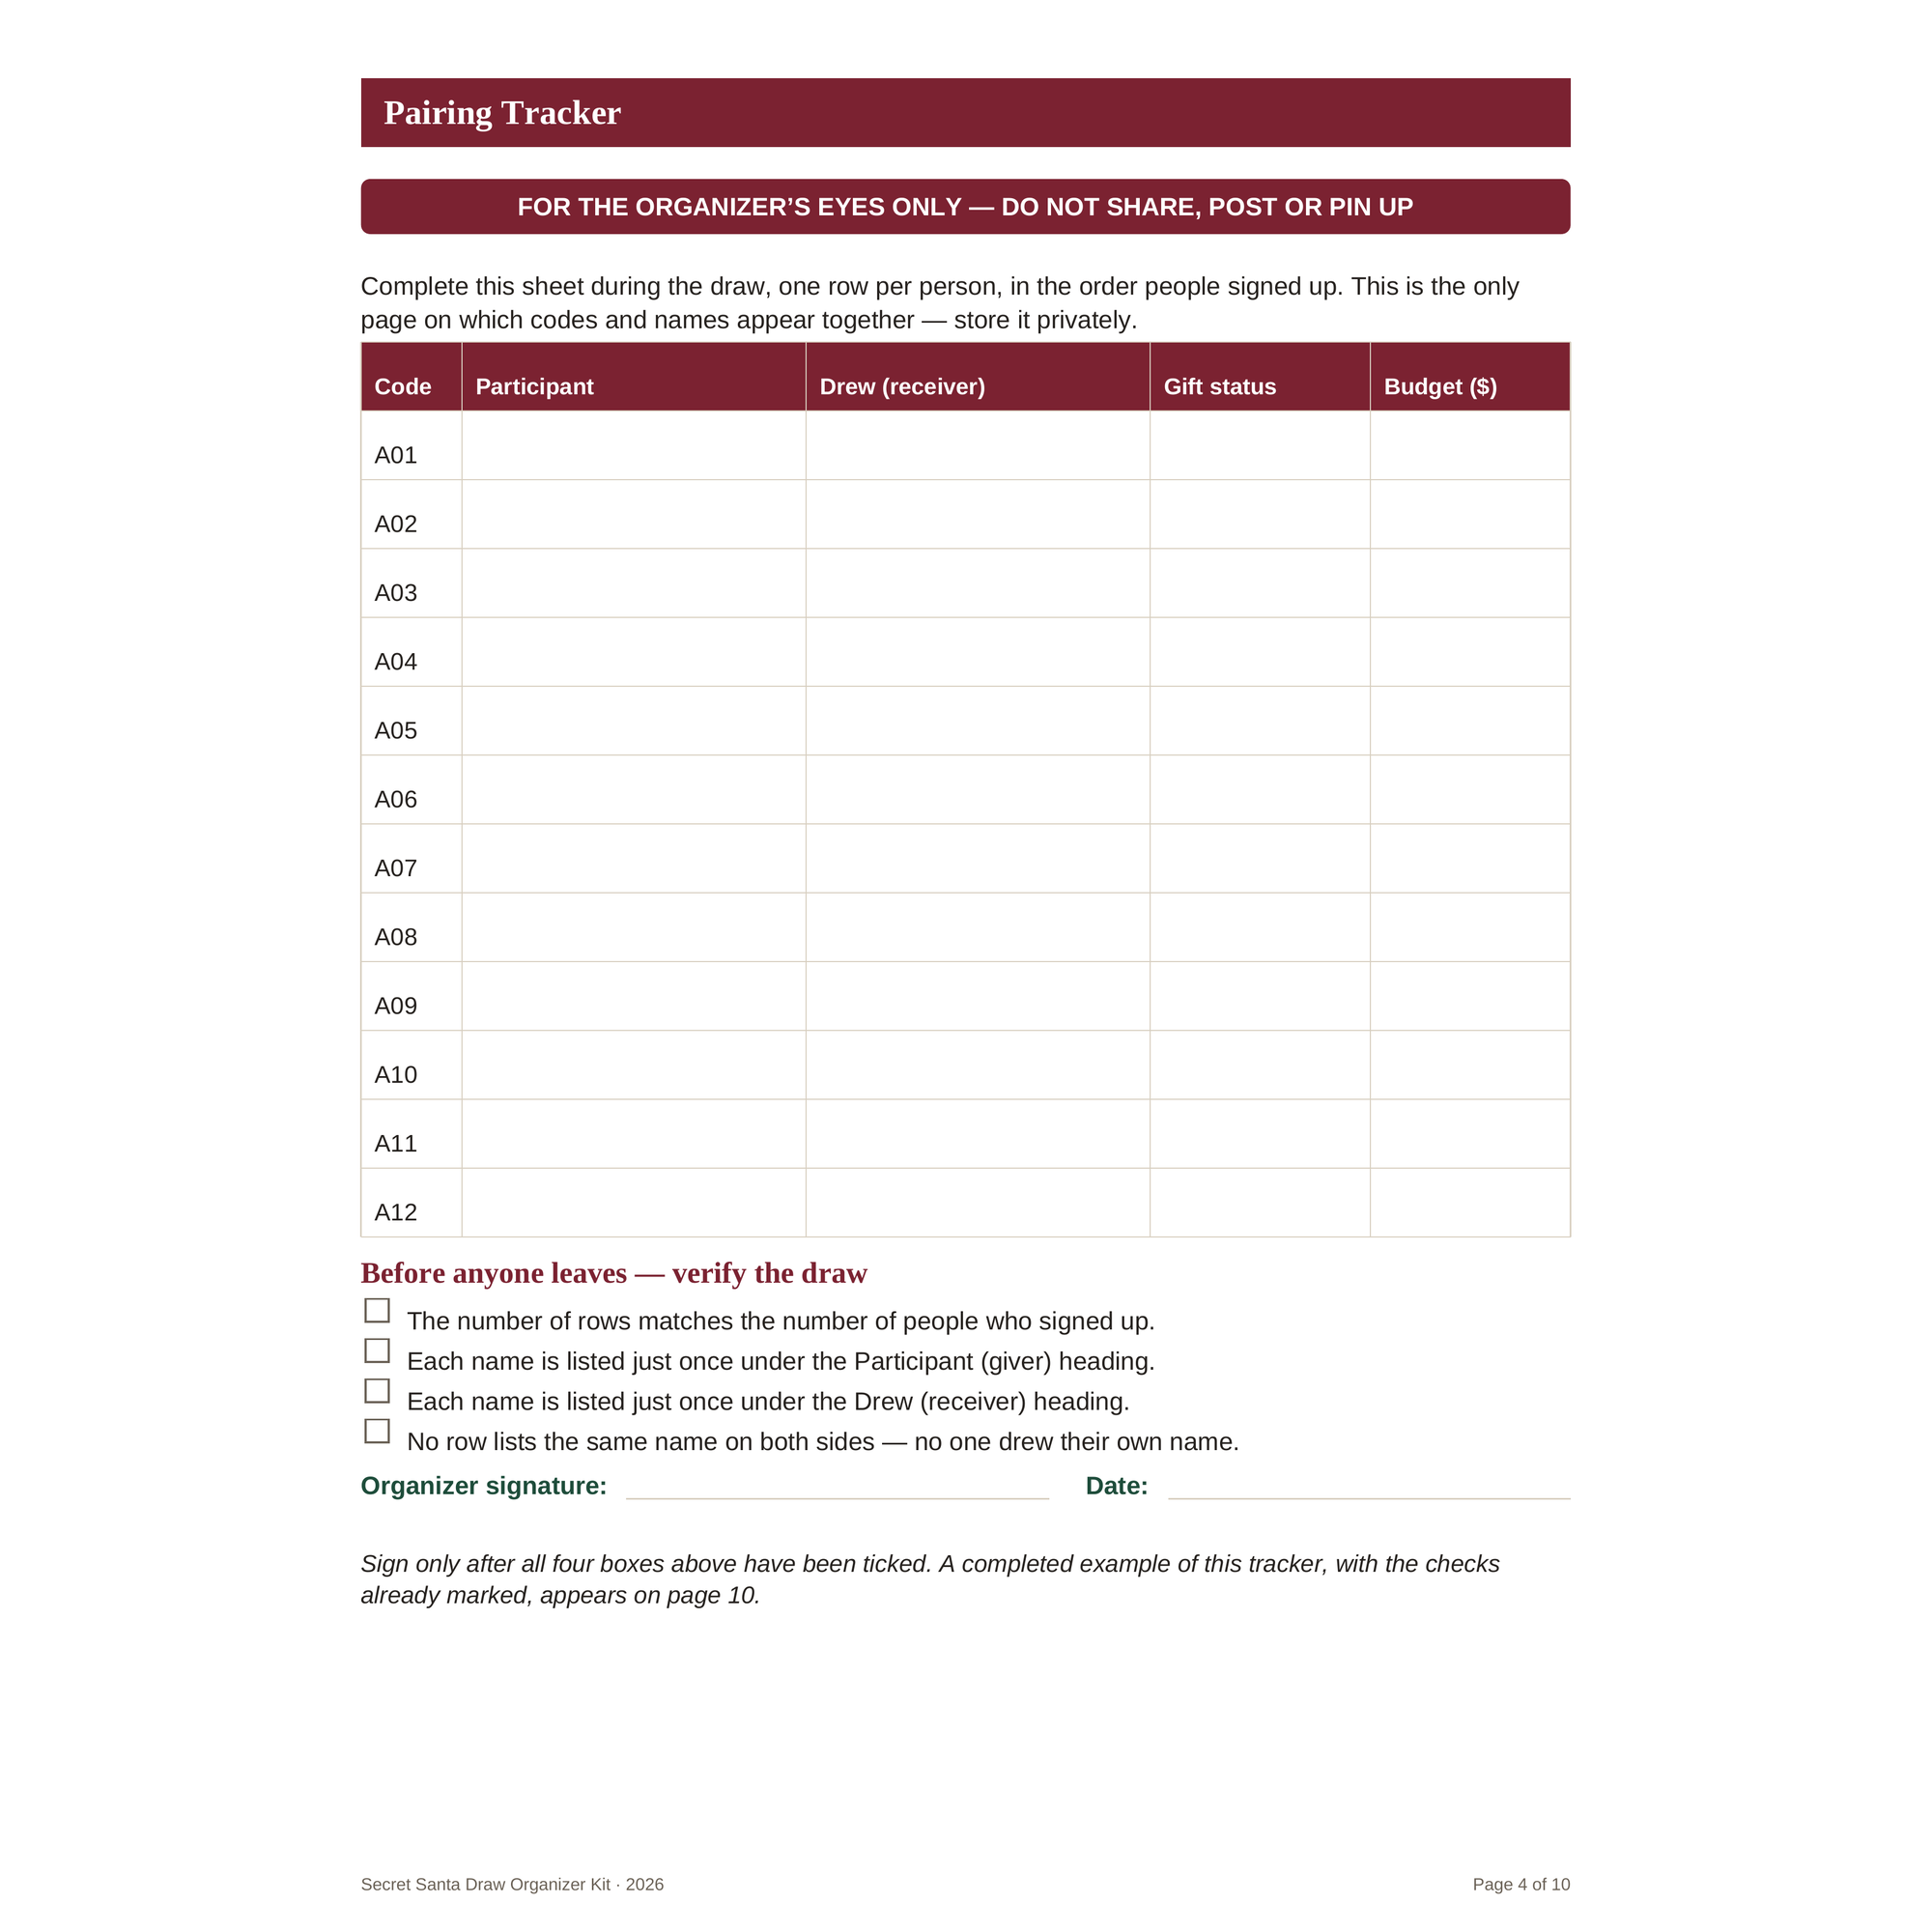 Pairing Tracker
FOR THE ORGANIZER’S EYES ONLY — DO NOT SHARE, POST OR PIN UP
Complete this sheet during the draw, one row per person, in the order people signed up. This is the only
page on which codes and names appear together — store it privately.
Code Participant Drew (receiver) Gift status Budget ($)
A01
A02
A03
A04
A05
A06
A07
A08
A09
A10
A11
A12
Before anyone leaves — verify the draw
The number of rows matches the number of people who signed up.
Each name is listed just once under the Participant (giver) heading.
Each name is listed just once under the Drew (receiver) heading.
No row lists the same name on both sides — no one drew their own name.
Organizer signature: Date:
Sign only after all four boxes above have been ticked. A completed example of this tracker, with the checks
already marked, appears on page 10.
Secret Santa Draw Organizer Kit · 2026 Page 4 of 10